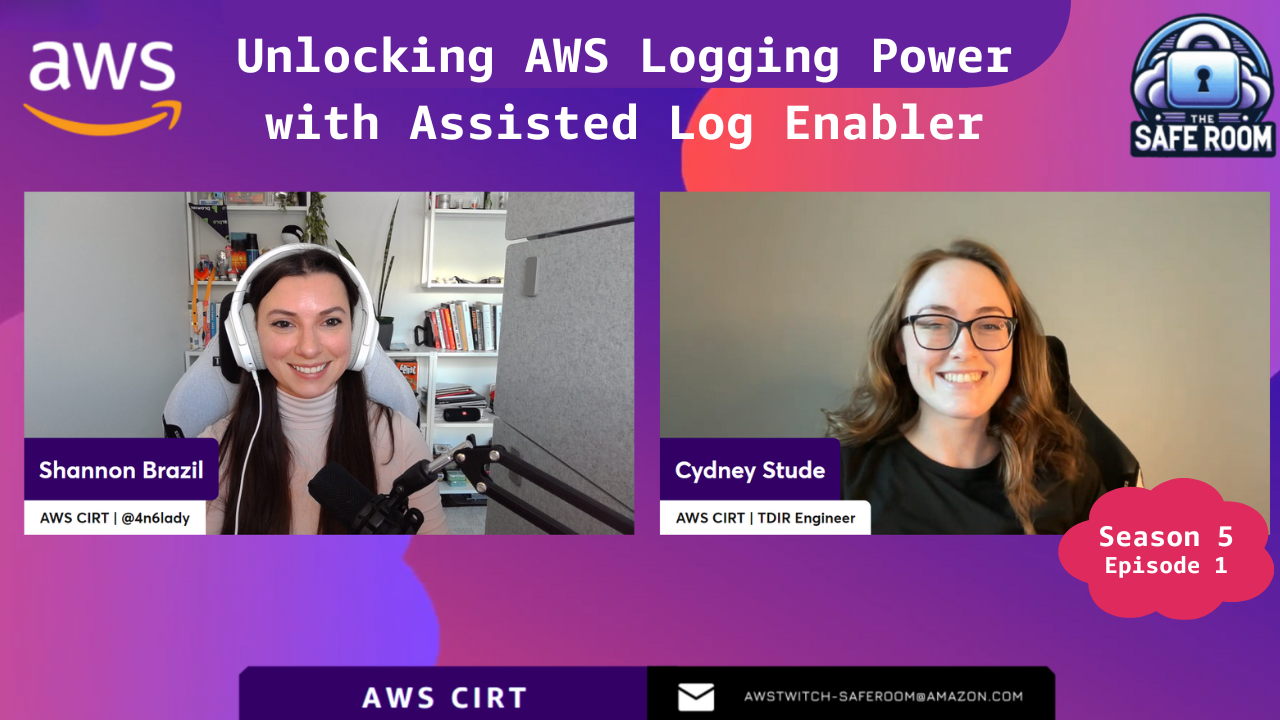 aws
Unlocking AWS Logging Power
with Assisted Log Enabler
THE
SAFE ROOM
Shannon Brazil
AWS CIRT | @4n6lady
Cydney Stude
AWS CIRT | TDIR Engineer
Season 5
Episode 1
AWS CIRT
AWSTWITCH-SAFEROOM@AMAZON.COM